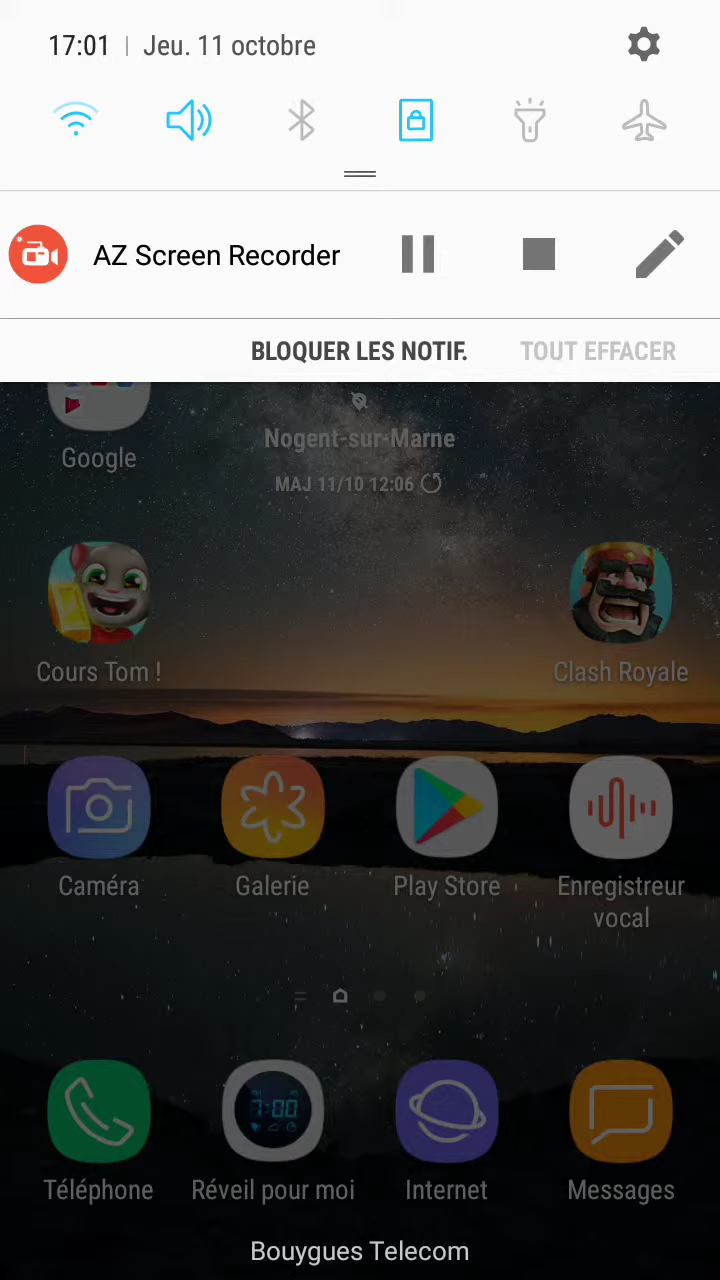 17:01 | Jeu. 11 octobre
AZ Screen Recorder
BLOQUER LES NOTIF. TOUT EFFACER
Google
Nogent-sur-Marne
MAJ 11/10 12:06
Cours Tom !
Clash Royale
Caméra
Galerie
Play Store
Enregistreur
vocal
7:00
Téléphone
Réveil pour moi
Internet
Messages
Bouygues Telecom